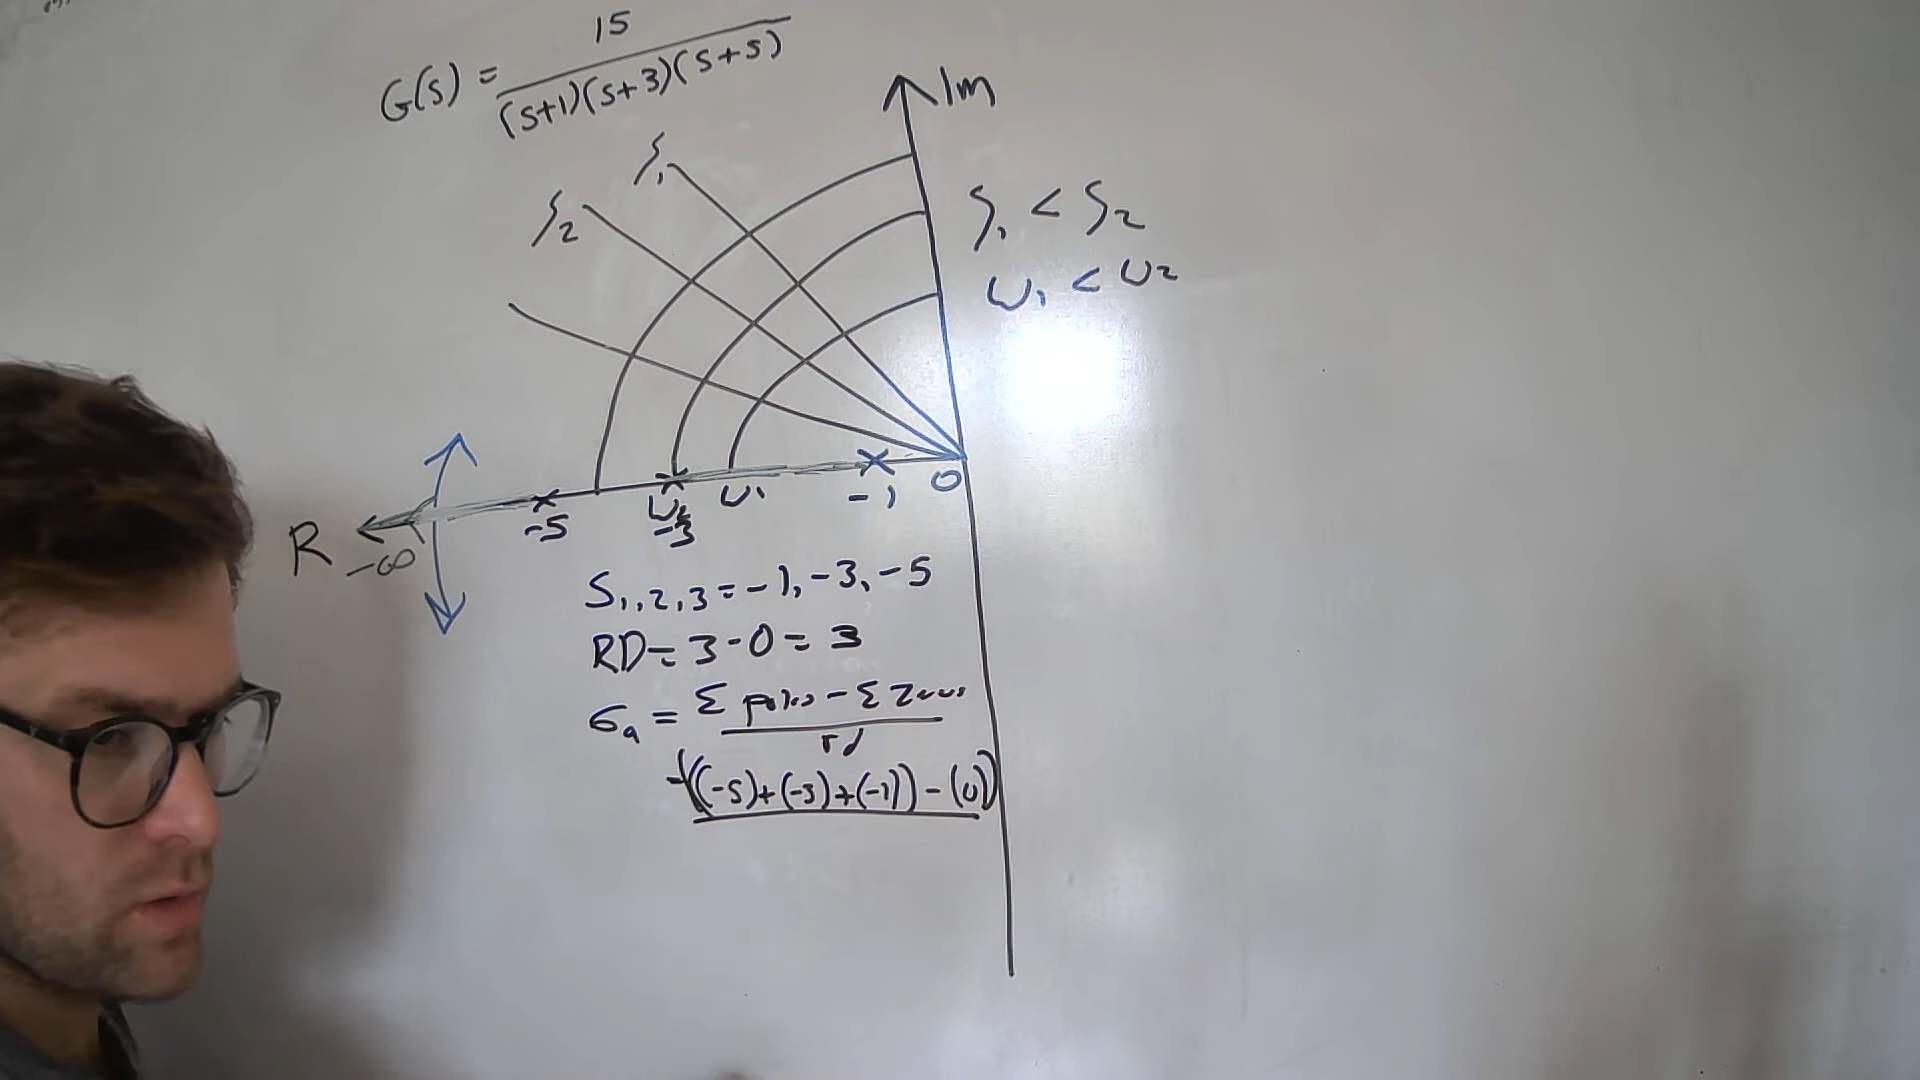 G(s) = 15 / (s+1)(s+3)(s+5)
Im
ζ1
ζ2
ζ1 < ζ2
ω1 < ω2
R
-∞
-5
ω2
-3
ω1
-1
0
S1,2,3 = -1, -3, -5
RD = 3 - 0 = 3
σa = Σ poles - Σ zeros / rd
-((-5)+(-3)+(-1)) - (0))